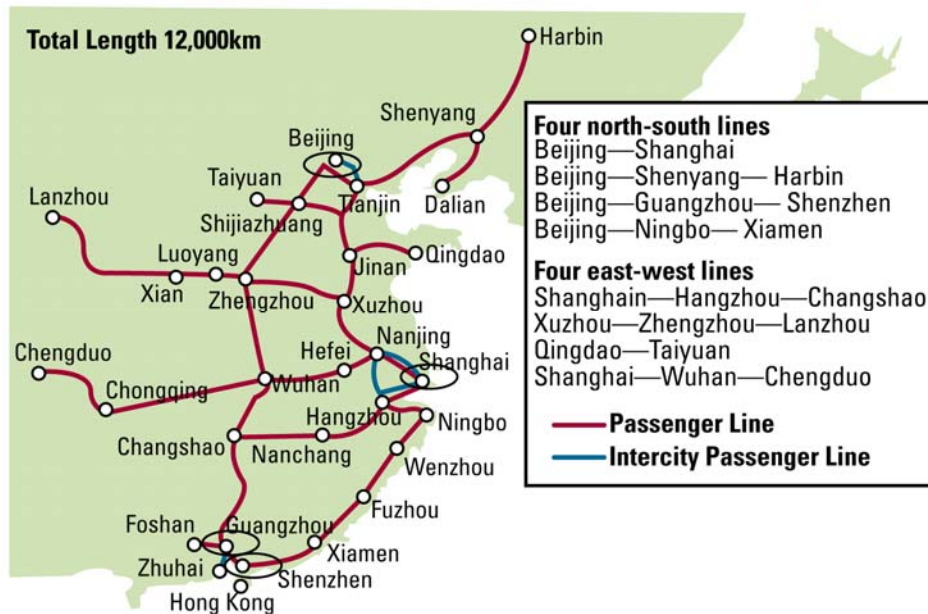 Total Length 12,000km
Harbin
Shenyang
Beijing
Taiyuan
Tianjin
Dalian
Lanzhou
Shijiazhuang
Luoyang
Jinan
Qingdao
Xian
Zhengzhou
Xuzhou
Nanjing
Hefei
Shanghai
Chengduo
Wuhan
Chongqing
Hangzhou
Ningbo
Changshao
Nanchang
Wenzhou
Fuzhou
Foshan
Guangzhou
Xiamen
Zhuhai
Shenzhen
Hong Kong
Four north-south lines
Beijing—Shanghai
Beijing—Shenyang— Harbin
Beijing—Guangzhou— Shenzhen
Beijing—Ningbo— Xiamen
Four east-west lines
Shanghain—Hangzhou—Changshao
Xuzhou—Zhengzhou—Lanzhou
Qingdao—Taiyuan
Shanghai—Wuhan—Chengduo
Passenger Line
Intercity Passenger Line